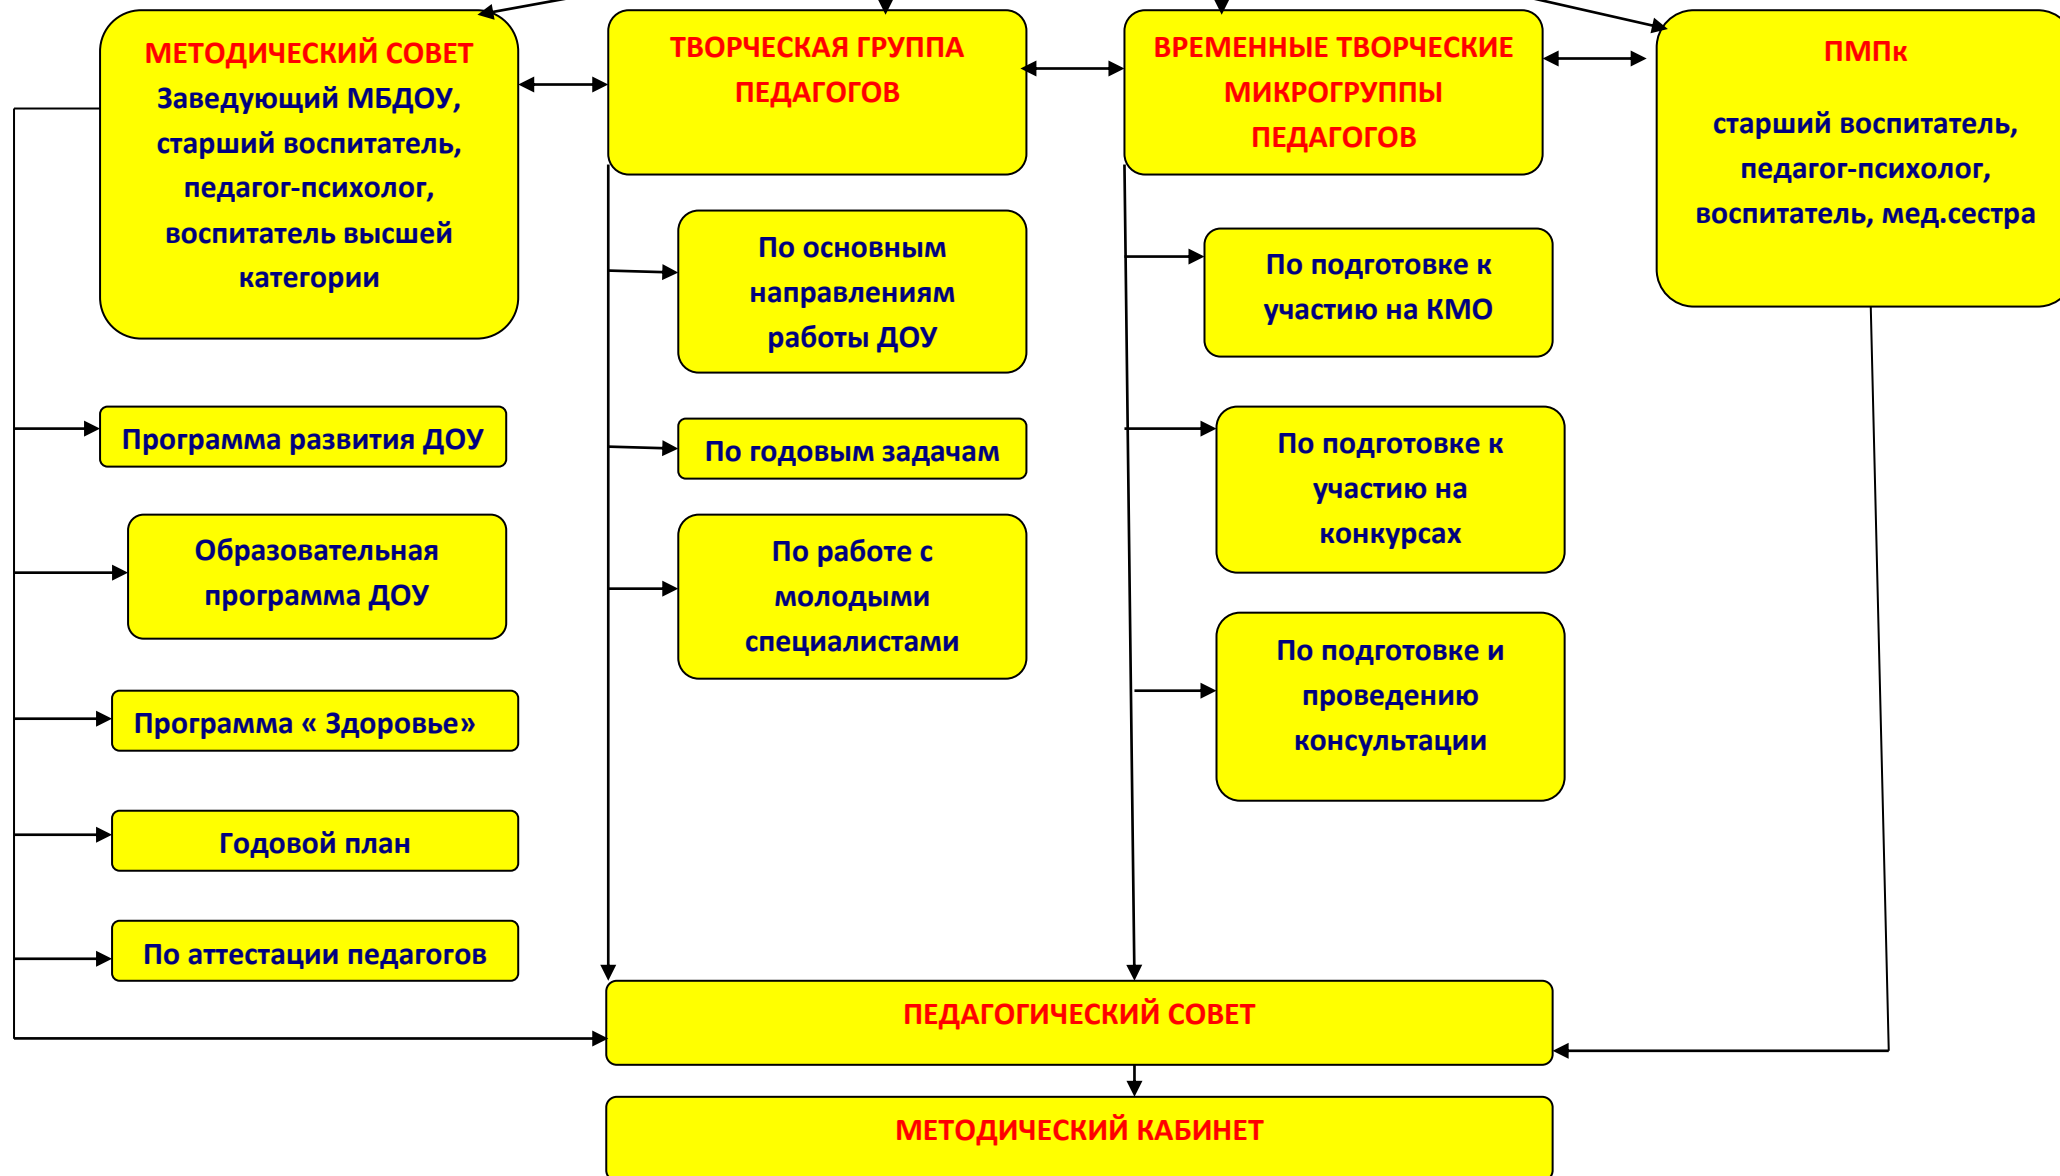 МЕТОДИЧЕСКИЙ СОВЕТ
Заведующий МБДОУ,
старший воспитатель,
педагог-психолог,
воспитатель высшей
категории
ТВОРЧЕСКАЯ ГРУППА
ПЕДАГОГОВ
ВРЕМЕННЫЕ ТВОРЧЕСКИЕ
МИКРОГРУППЫ
ПЕДАГОГОВ
ПМПк
старший воспитатель,
педагог-психолог,
воспитатель, мед.сестра
Программа развития ДОУ
Образовательная
программа ДОУ
Программа « Здоровье»
Годовой план
По аттестации педагогов
По основным
направлениям
работы ДОУ
По годовым задачам
По работе с
молодыми
специалистами
По подготовке к
участию на КМО
По подготовке к
участию на
конкурсах
По подготовке и
проведению
консультации
ПЕДАГОГИЧЕСКИЙ СОВЕТ
МЕТОДИЧЕСКИЙ КАБИНЕТ